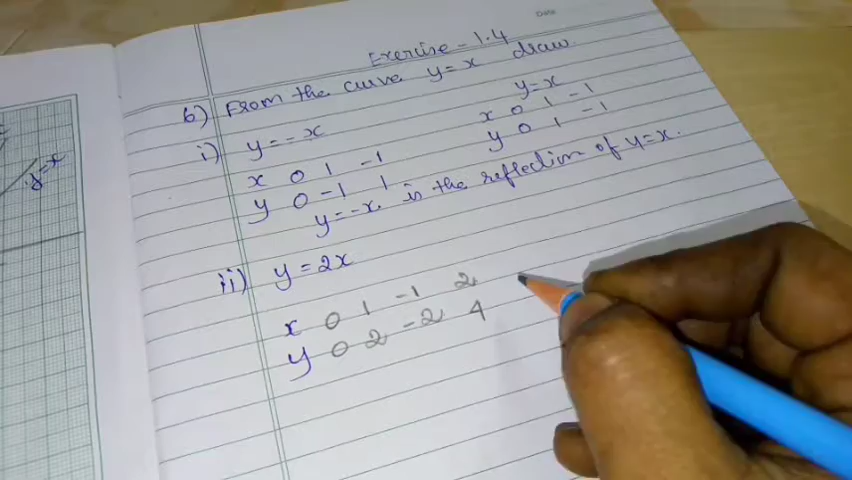 Date
Exercise - 1.4
6) From the curve y = x draw
i) y = -x
y = x
x 0 1 -1
y 0 1 -1
x 0 1 -1
y 0 -1 1
y = -x is the reflection of y = x.
ii) y = 2x
x 0 1 -1 2
y 0 2 -2 4
y = x